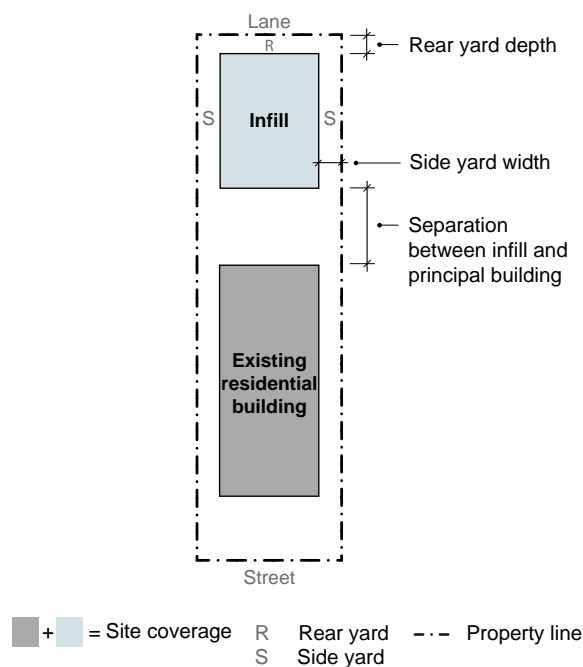 Lane
R
Rear yard depth
S
Infill
S
Side yard width
Separation
between infill and
principal building
Existing
residential
building
Street
+ = Site coverage
R Rear yard
Property line
S Side yard